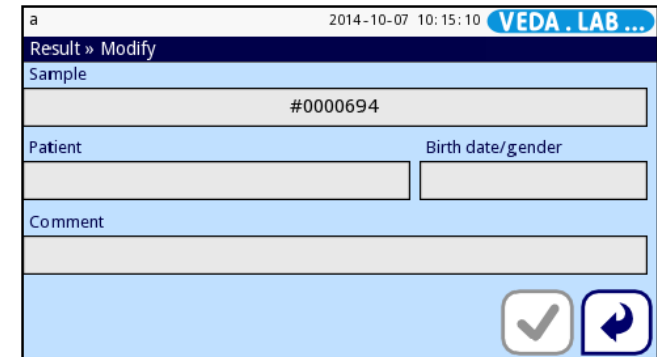 a 2014-10-07 10:15:10 VEDA.LAB...
Result » Modify
Sample
#0000694
Patient Birth date/gender
Comment